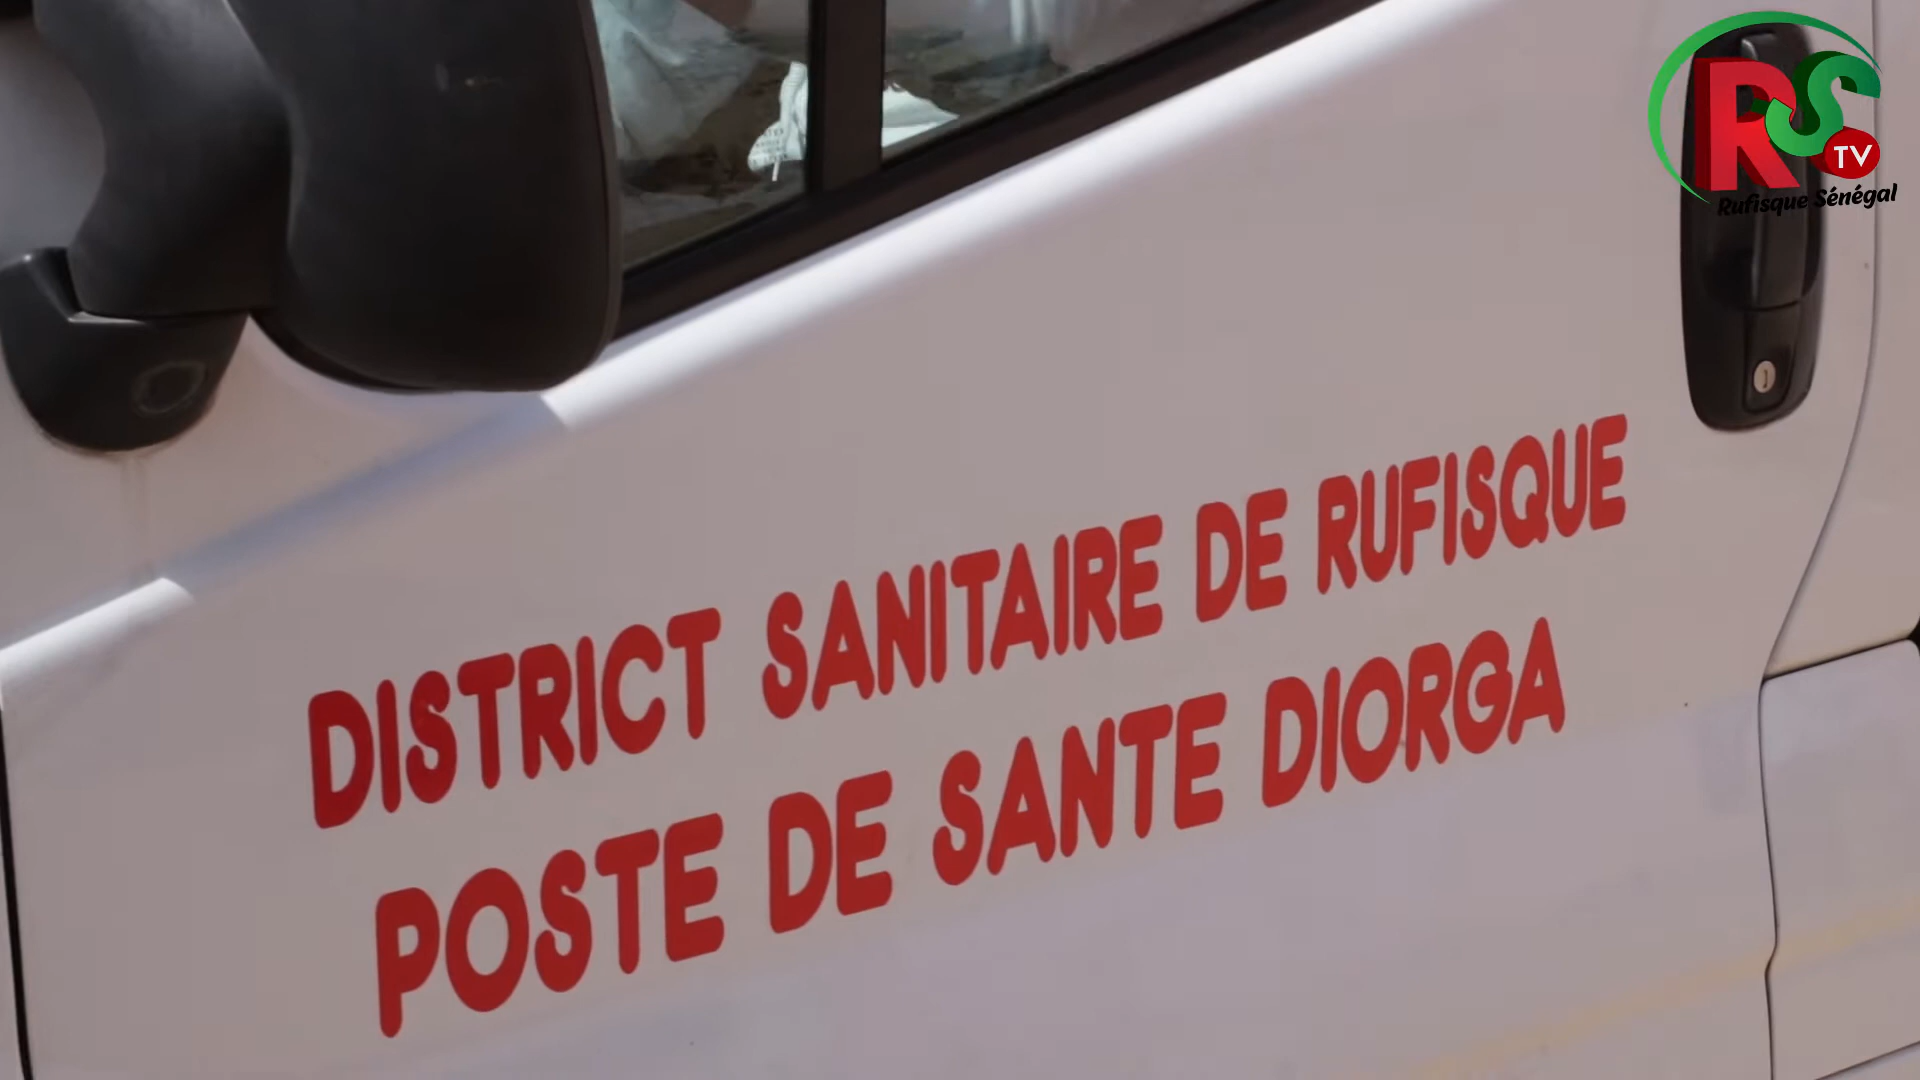 RS
TV
Rufisque Sénégal
DISTRICT SANITAIRE DE RUFISQUE
POSTE DE SANTE DIORGA